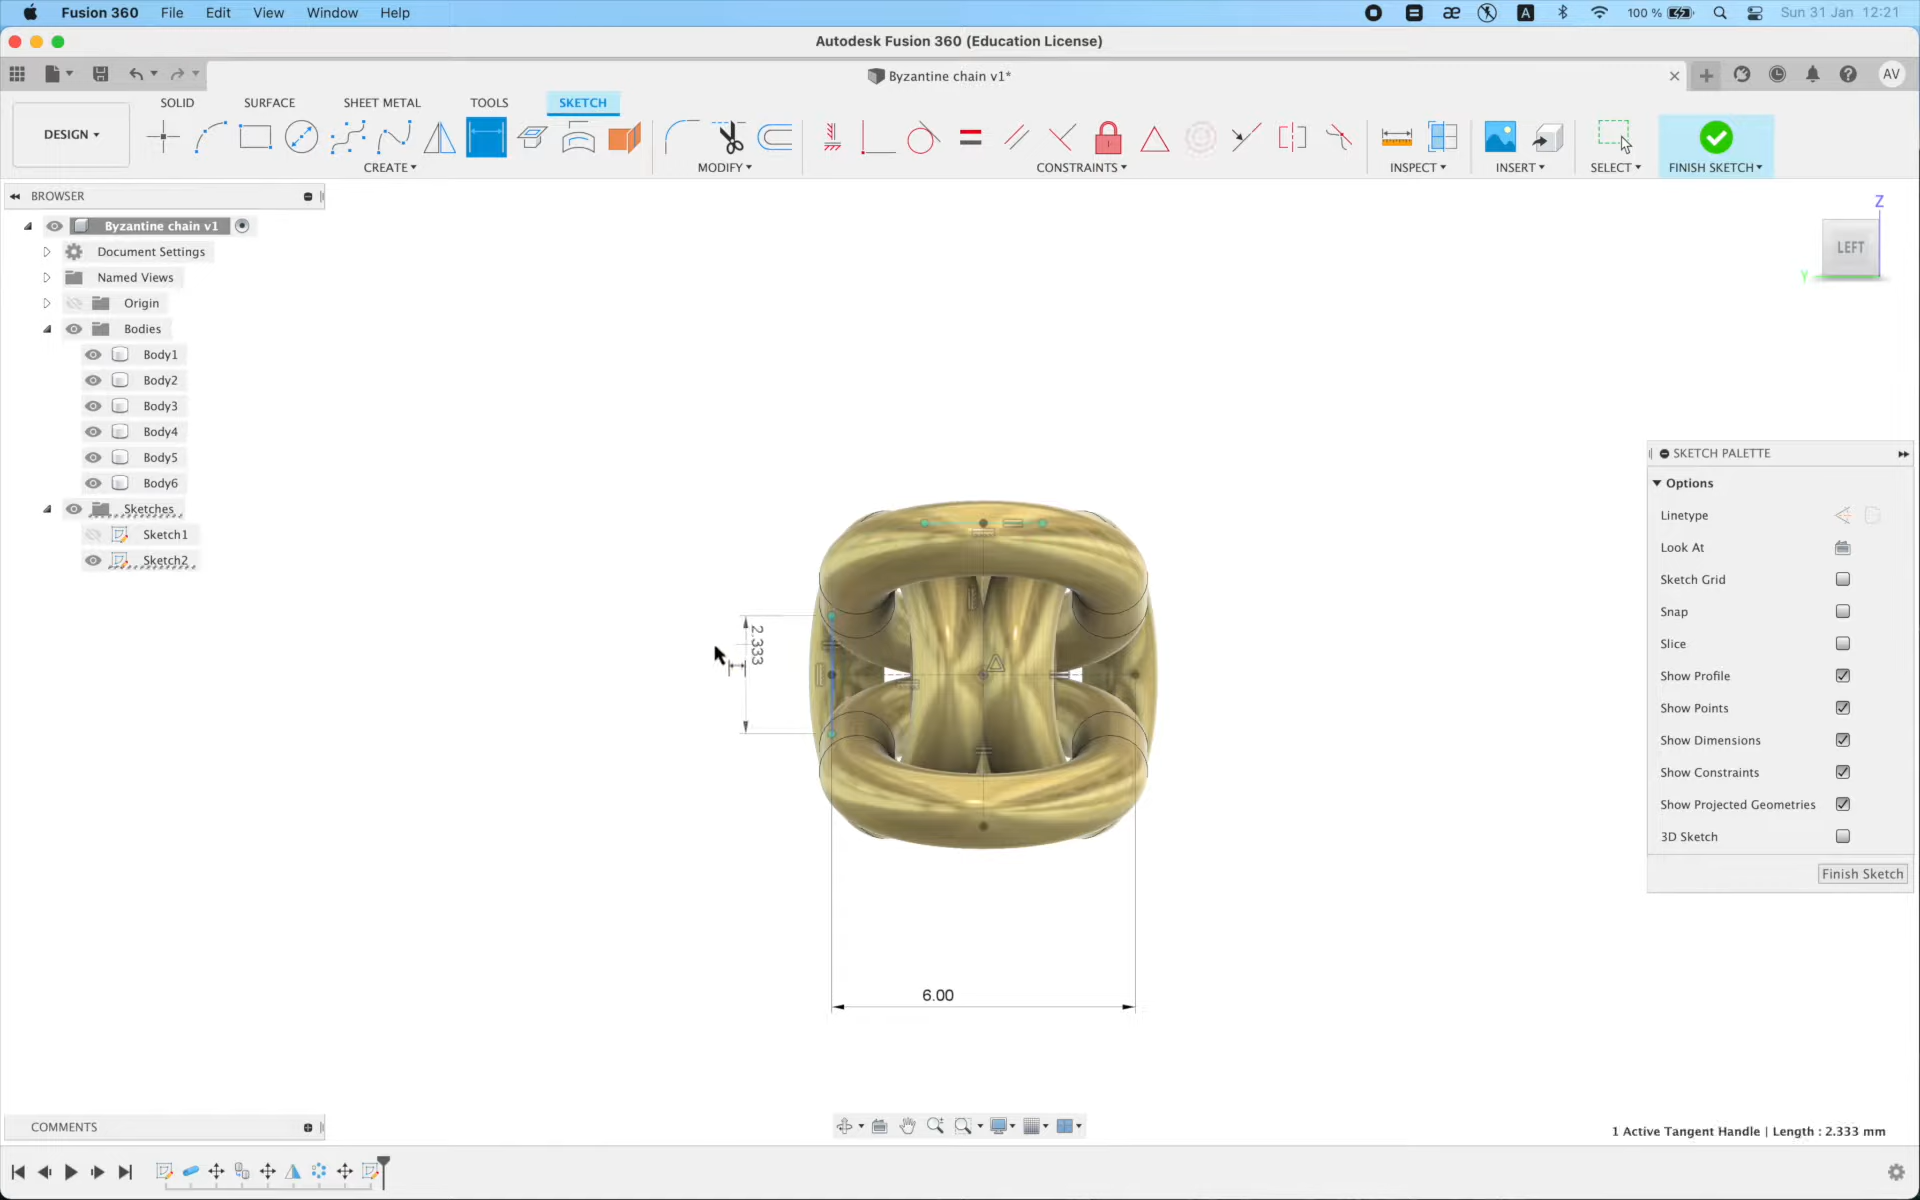 Fusion 360 File Edit View Window Help
æ A 100 % Sun 31 Jan 12:21
Autodesk Fusion 360 (Education License)
Byzantine chain v1*
AV
SOLID SURFACE SHEET METAL TOOLS SKETCH
DESIGN
CREATE MODIFY CONSTRAINTS INSPECT INSERT SELECT FINISH SKETCH
BROWSER
Byzantine chain v1
Document Settings
Named Views
Origin
Bodies
Body1
Body2
Body3
Body4
Body5
Body6
Sketches
Sketch1
Sketch2
Z
LEFT
Y
2.333
6.00
SKETCH PALETTE
Options
Linetype
Look At
Sketch Grid
Snap
Slice
Show Profile
Show Points
Show Dimensions
Show Constraints
Show Projected Geometries
3D Sketch
Finish Sketch
COMMENTS
1 Active Tangent Handle | Length : 2.333 mm